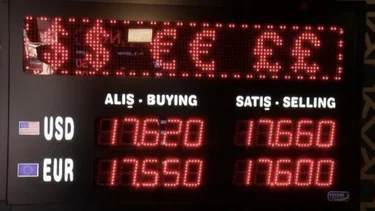 $ $ € € £ £
ALIŞ - BUYING SATIŞ - SELLING
USD 17.620 17.660
EUR 17.550 17.600